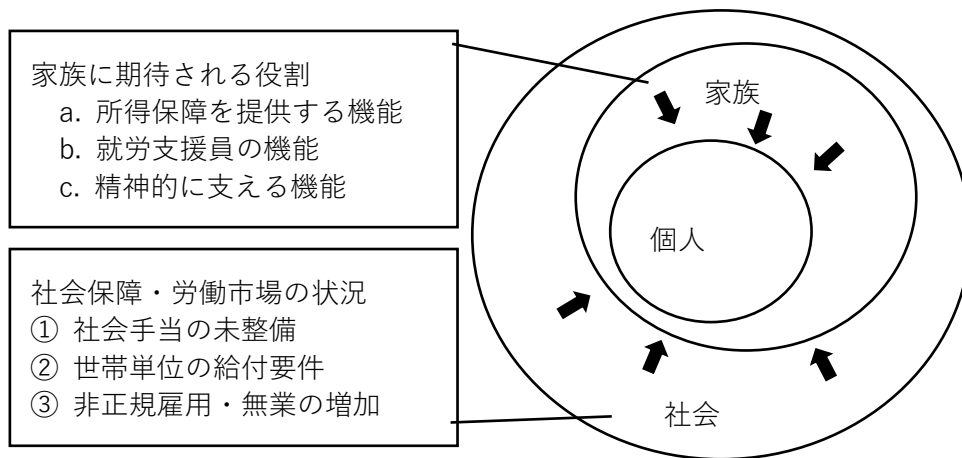 家族に期待される役割
a. 所得保障を提供する機能
b. 就労支援員の機能
c. 精神的に支える機能
社会保障・労働市場の状況
① 社会手当の未整備
② 世帯単位の給付要件
③ 非正規雇用・無業の増加
家族
個人
社会